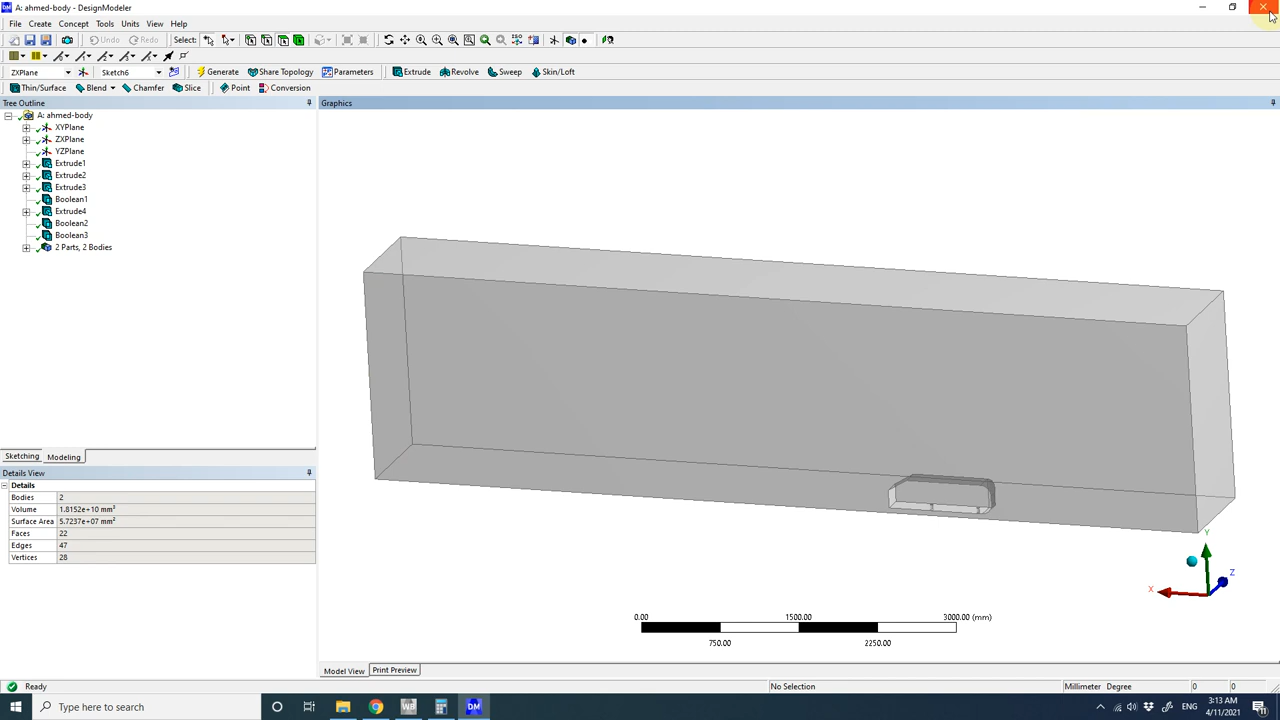 A: ahmed-body - DesignModeler
File Create Concept Tools Units View Help
Undo Redo Select:
ZXPlane Sketch6 Generate Share Topology Parameters Extrude Revolve Sweep Skin/Loft
Thin/Surface Blend Chamfer Slice Point Conversion
Tree Outline
Graphics
A: ahmed-body
XYPlane
ZXPlane
YZPlane
Extrude1
Extrude2
Extrude3
Boolean1
Extrude4
Boolean2
Boolean3
2 Parts, 2 Bodies
Sketching Modeling
Details View
Details
Bodies 2
Volume 1.8152e+10 mm³
Surface Area 5.7237e+07 mm²
Faces 22
Edges 47
Vertices 28
Y
Z
X
0.00 1500.00 3000.00 (mm)
750.00 2250.00
Model View Print Preview
Ready No Selection Millimeter Degree 0 0
Type here to search WB DM 3:13 AM
4/11/2021